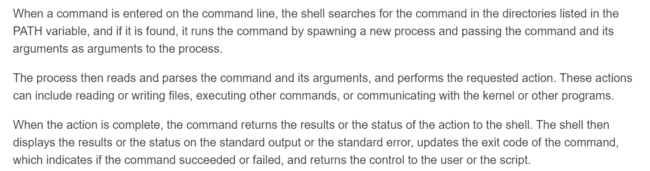 When a command is entered on the command line, the shell searches for the command in the directories listed in the
PATH variable, and if it is found, it runs the command by spawning a new process and passing the command and its
arguments as arguments to the process.
The process then reads and parses the command and its arguments, and performs the requested action. These actions
can include reading or writing files, executing other commands, or communicating with the kernel or other programs.
When the action is complete, the command returns the results or the status of the action to the shell. The shell then
displays the results or the status on the standard output or the standard error, updates the exit code of the command,
which indicates if the command succeeded or failed, and returns the control to the user or the script.